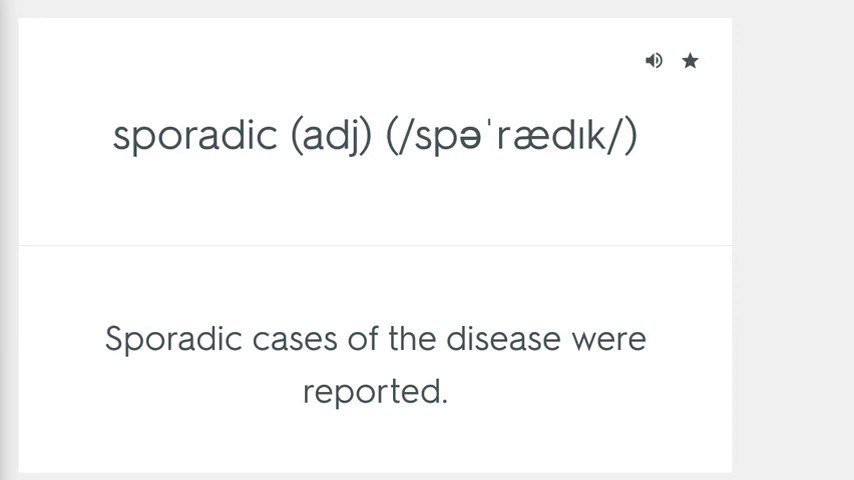 sporadic (adj) (/spəˈrædɪk/)
Sporadic cases of the disease were
reported.